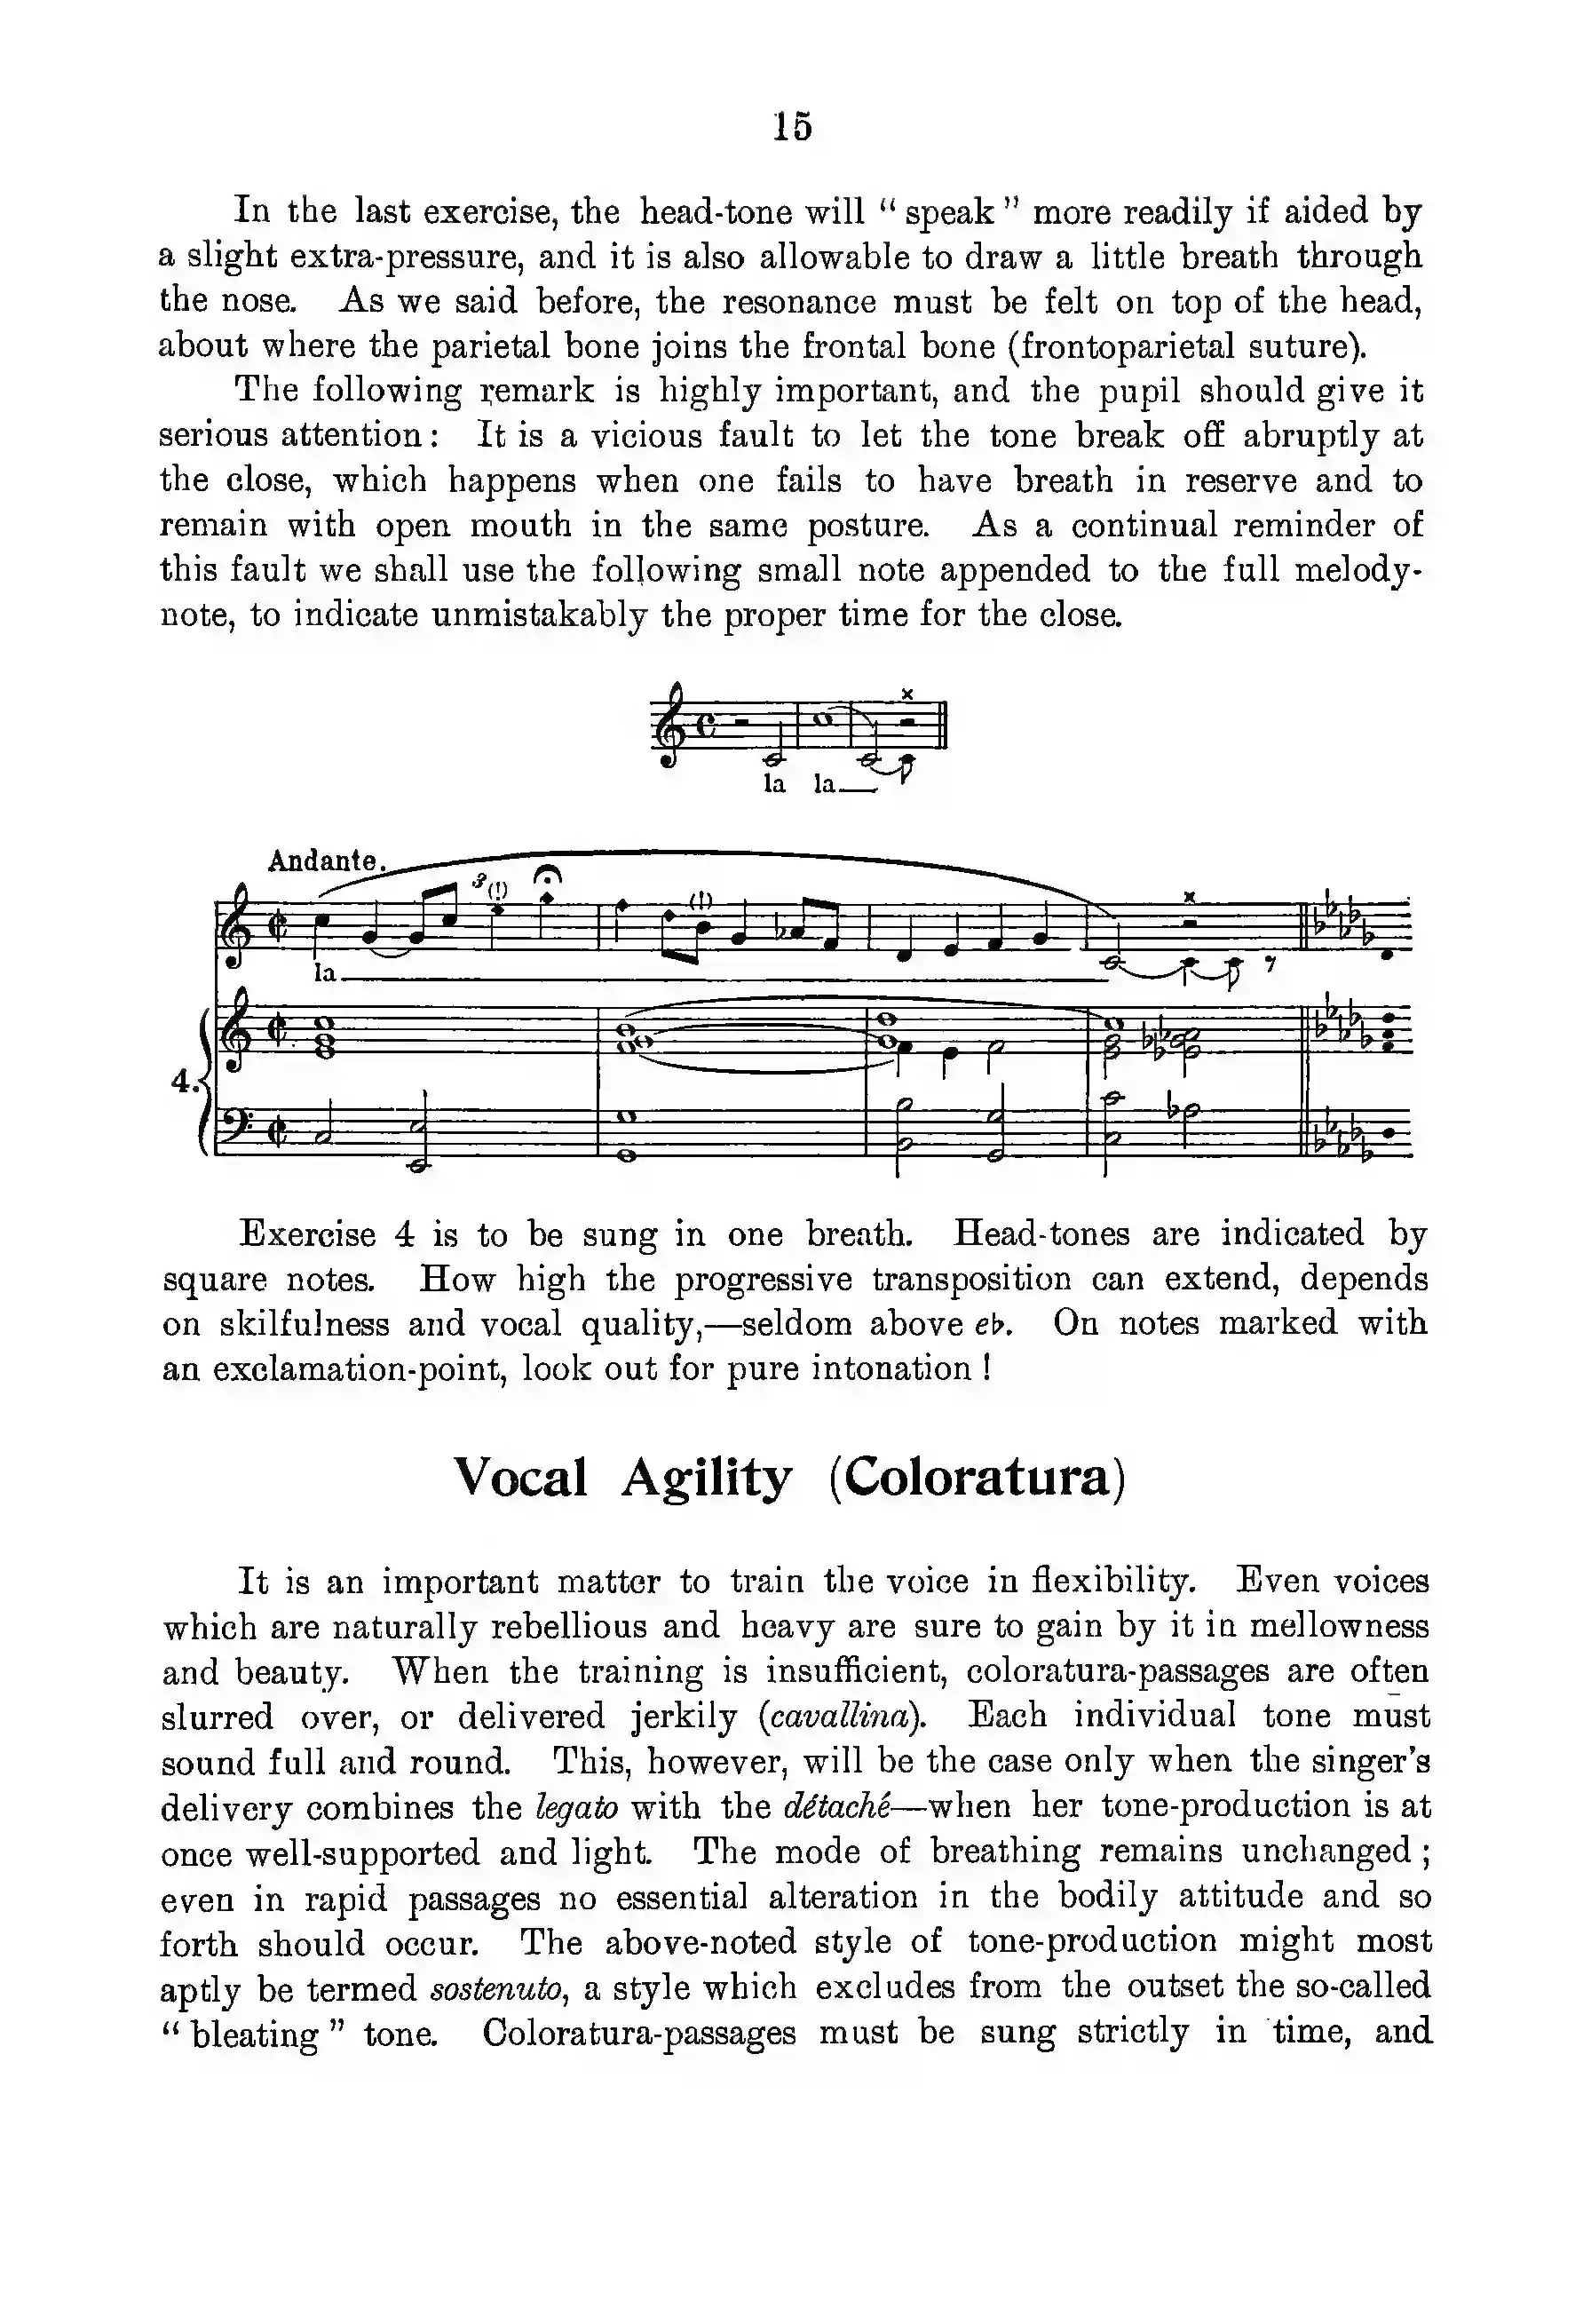 15
In the last exercise, the head-tone will “ speak ” more readily if aided by
a slight extra-pressure, and it is also allowable to draw a little breath through
the nose. As we said before, the resonance must be felt on top of the head,
about where the parietal bone joins the frontal bone (frontoparietal suture).
The following remark is highly important, and the pupil should give it
serious attention: It is a vicious fault to let the tone break off abruptly at
the close, which happens when one fails to have breath in reserve and to
remain with open mouth in the same posture. As a continual reminder of
this fault we shall use the following small note appended to the full melody-
note, to indicate unmistakably the proper time for the close.
la la
Andante.
3 (!) (!)
la
4.
Exercise 4 is to be sung in one breath. Head-tones are indicated by
square notes. How high the progressive transposition can extend, depends
on skilfulness and vocal quality,—seldom above e♭. On notes marked with
an exclamation-point, look out for pure intonation !
Vocal Agility (Coloratura)
It is an important matter to train the voice in flexibility. Even voices
which are naturally rebellious and heavy are sure to gain by it in mellowness
and beauty. When the training is insufficient, coloratura-passages are often
slurred over, or delivered jerkily (cavallina). Each individual tone must
sound full and round. This, however, will be the case only when the singer’s
delivery combines the legato with the détaché—when her tone-production is at
once well-supported and light. The mode of breathing remains unchanged ;
even in rapid passages no essential alteration in the bodily attitude and so
forth should occur. The above-noted style of tone-production might most
aptly be termed sostenuto, a style which excludes from the outset the so-called
“ bleating ” tone. Coloratura-passages must be sung strictly in time, and